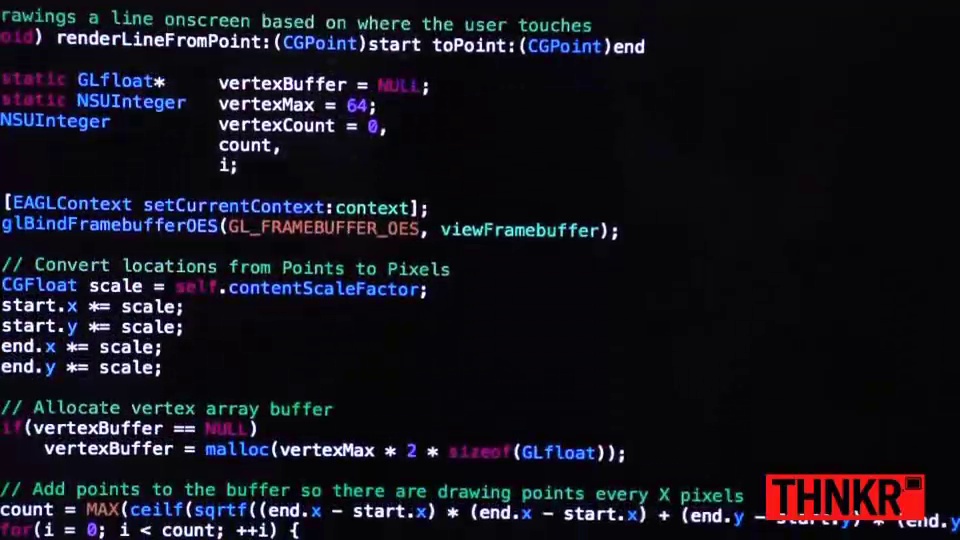 rawings a line onscreen based on where the user touches
oid) renderLineFromPoint:(CGPoint)start toPoint:(CGPoint)end
static GLfloat* vertexBuffer = NULL;
static NSUInteger vertexMax = 64;
NSUInteger vertexCount = 0,
count,
i;
[EAGLContext setCurrentContext:context];
glBindFramebufferOES(GL_FRAMEBUFFER_OES, viewFramebuffer);
// Convert locations from Points to Pixels
CGFloat scale = self.contentScaleFactor;
start.x *= scale;
start.y *= scale;
end.x *= scale;
end.y *= scale;
// Allocate vertex array buffer
if(vertexBuffer == NULL)
vertexBuffer = malloc(vertexMax * 2 * sizeof(GLfloat));
// Add points to the buffer so there are drawing points every X pixels
count = MAX(ceilf(sqrtf((end.x - start.x) * (end.x - start.x) + (end.y - start.y) * (end.y
for(i = 0; i < count; ++i) {
THNKR